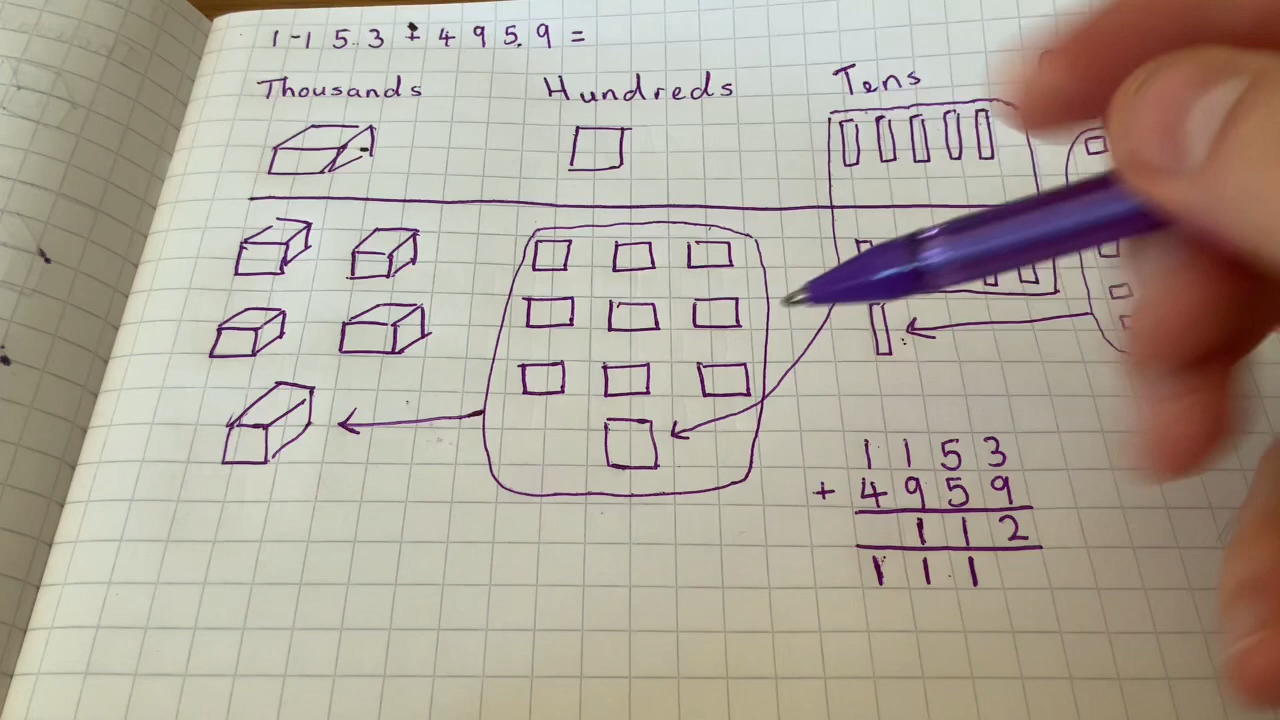 1153 + 4959 =
Thousands Hundreds Tens
1153
+ 4959
112
111